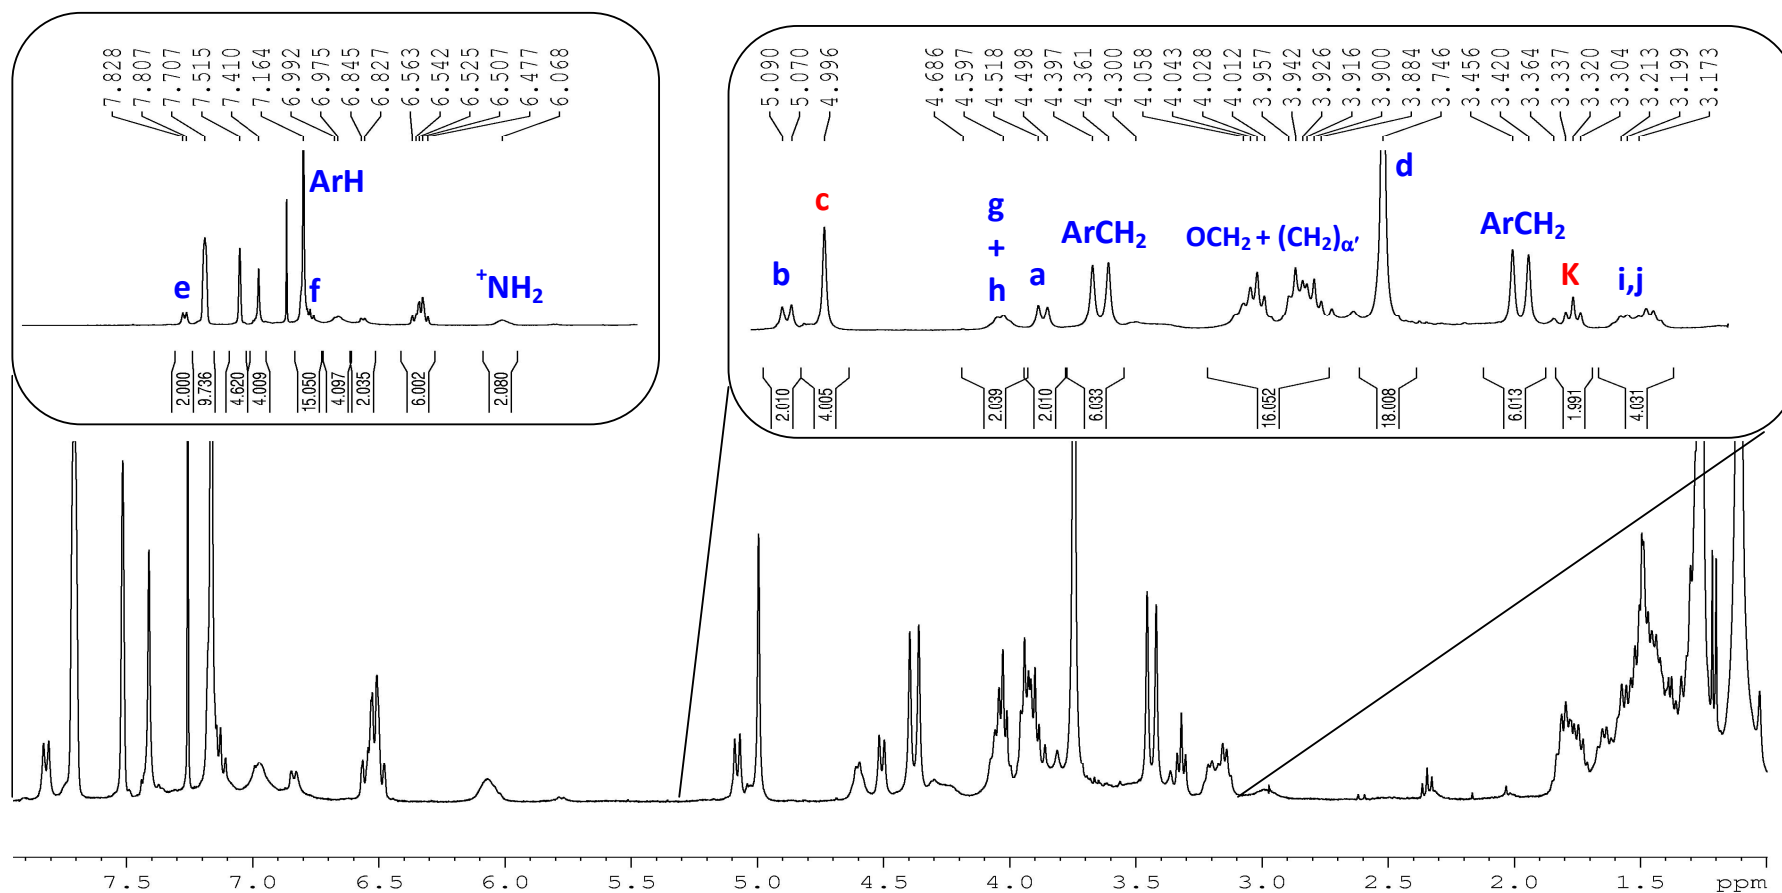 7.828 7.807 7.707 7.515 7.410 7.164 6.992 6.975 6.845 6.827 6.563 6.542 6.525 6.507 6.477 6.068
ArH
e f ⁺NH₂
2.000 9.736 4.620 4.009 15.050 4.097 2.035 6.002 2.080
5.090 5.070 4.996 4.686 4.597 4.518 4.498 4.397 4.361 4.300 4.058 4.043 4.028 4.012 3.957 3.942 3.926 3.916 3.900 3.884 3.746 3.456 3.420 3.364 3.337 3.320 3.304 3.213 3.199 3.173
d
c
g
+
h
b a ArCH₂ OCH₂ + (CH₂)α′ ArCH₂ K i,j
2.010 4.005 2.039 2.010 6.033 16.052 18.008 6.013 1.991 4.031
7.5 7.0 6.5 6.0 5.5 5.0 4.5 4.0 3.5 3.0 2.5 2.0 1.5 ppm